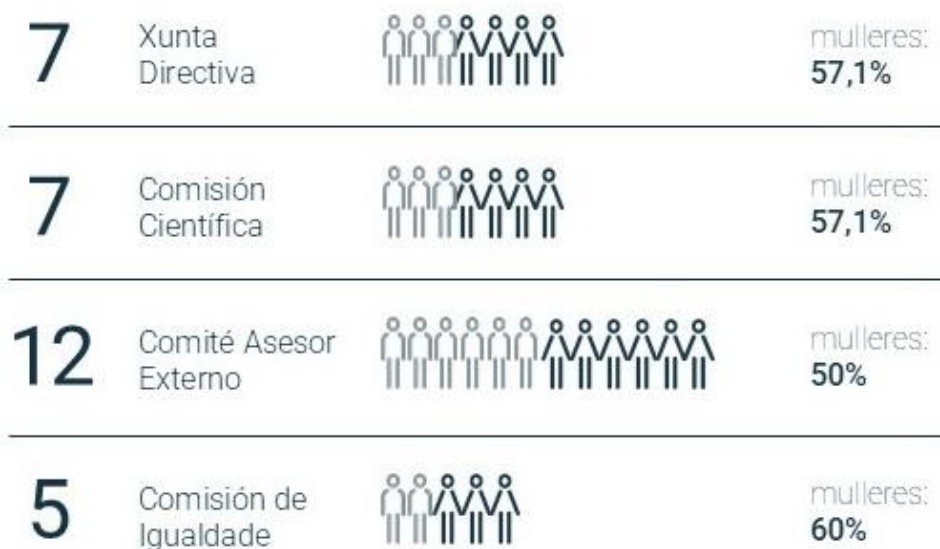 7
Xunta
Directiva
mulleres:
57,1%
7
Comisión
Científica
mulleres:
57,1%
12
Comité Asesor
Externo
mulleres:
50%
5
Comisión de
Igualdade
mulleres:
60%